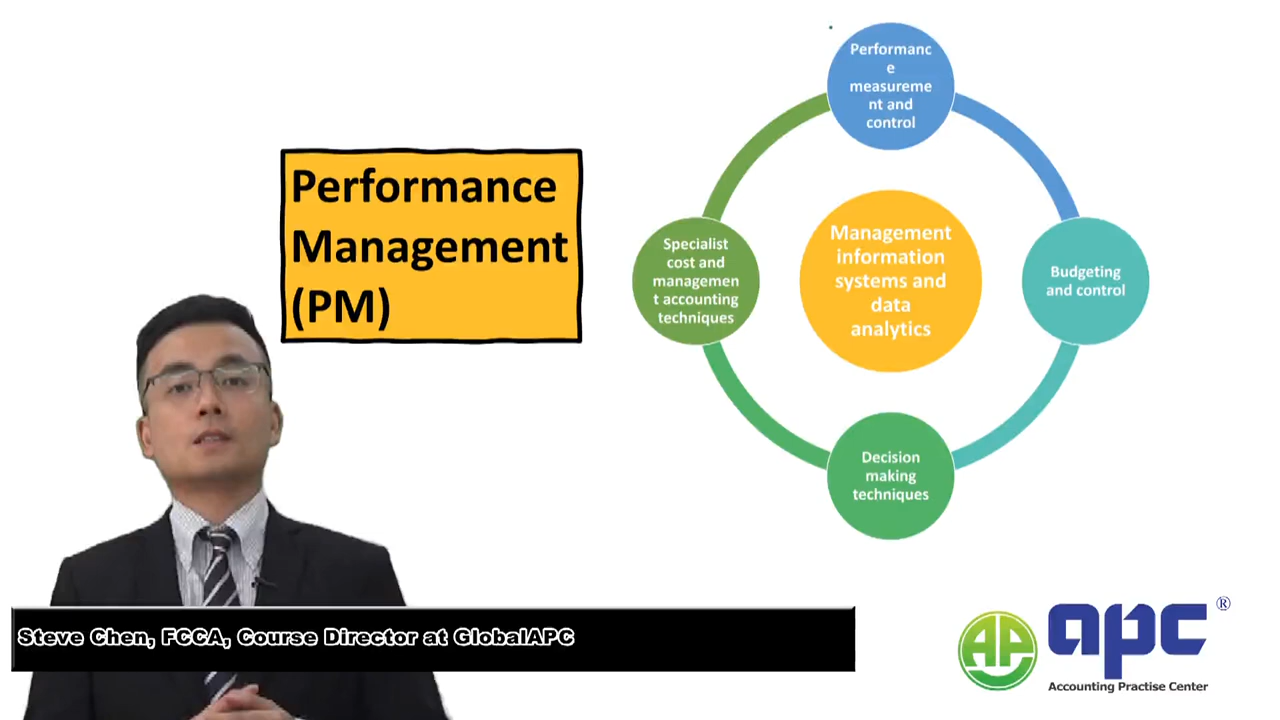 Performance
Management
(PM)
Performanc
e
measureme
nt and
control
Specialist
cost and
managemen
t accounting
techniques
Management
information
systems and
data
analytics
Budgeting
and control
Decision
making
techniques
Steve Chen, FCCA, Course Director at GlobalAPC
AP
apc®
Accounting Practise Center